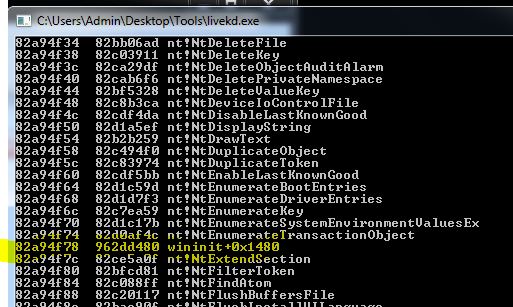 C:\Users\Admin\Desktop\Tools\livekd.exe
82a94f34 82bb06ad nt!NtDeleteFile
82a94f38 82c03911 nt!NtDeleteKey
82a94f3c 82ca29df nt!NtDeleteObjectAuditAlarm
82a94f40 82cab6f6 nt!NtDeletePrivateNamespace
82a94f44 82bf5328 nt!NtDeleteValueKey
82a94f48 82c8b3ca nt!NtDeviceIoControlFile
82a94f4c 82cdf4da nt!NtDisableLastKnownGood
82a94f50 82d1a5ef nt!NtDisplayString
82a94f54 82b2b259 nt!NtDrawText
82a94f58 82c494f0 nt!NtDuplicateObject
82a94f5c 82c83974 nt!NtDuplicateToken
82a94f60 82cdf5bb nt!NtEnableLastKnownGood
82a94f64 82d1c59d nt!NtEnumerateBootEntries
82a94f68 82d1d7f3 nt!NtEnumerateDriverEntries
82a94f6c 82c7ea59 nt!NtEnumerateKey
82a94f70 82d1c17b nt!NtEnumerateSystemEnvironmentValuesEx
82a94f74 82d0af4c nt!NtEnumerateTransactionObject
82a94f78 962dd480 wininit+0x1480
82a94f7c 82ce5a0f nt!NtExtendSection
82a94f80 82bfcd81 nt!NtFilterToken
82a94f84 82c088ff nt!NtFindAtom
82a94f88 82c20117 nt!NtFlushBuffersFile